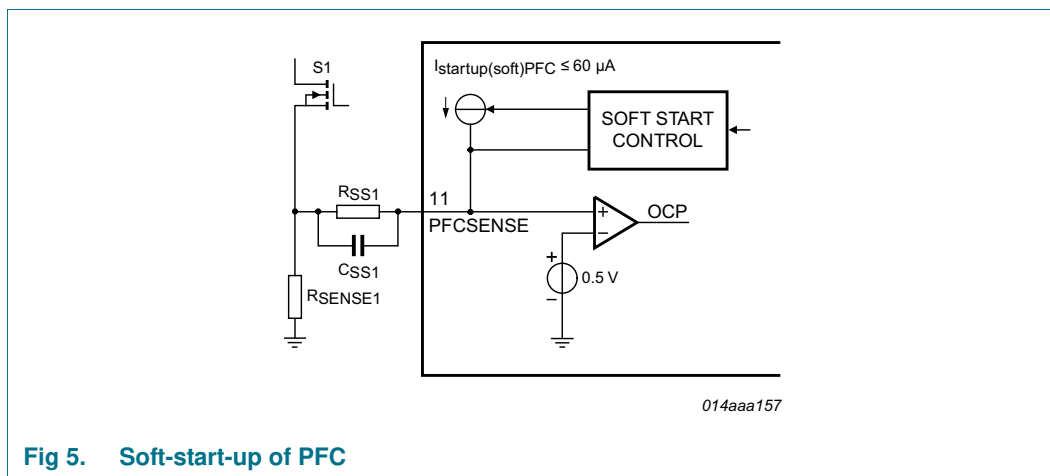 S1
Istartup(soft)PFC ≤ 60 µA
SOFT START
CONTROL
RSS1
11
PFCSENSE
OCP
CSS1
0.5 V
RSENSE1
014aaa157
Fig 5. Soft-start-up of PFC